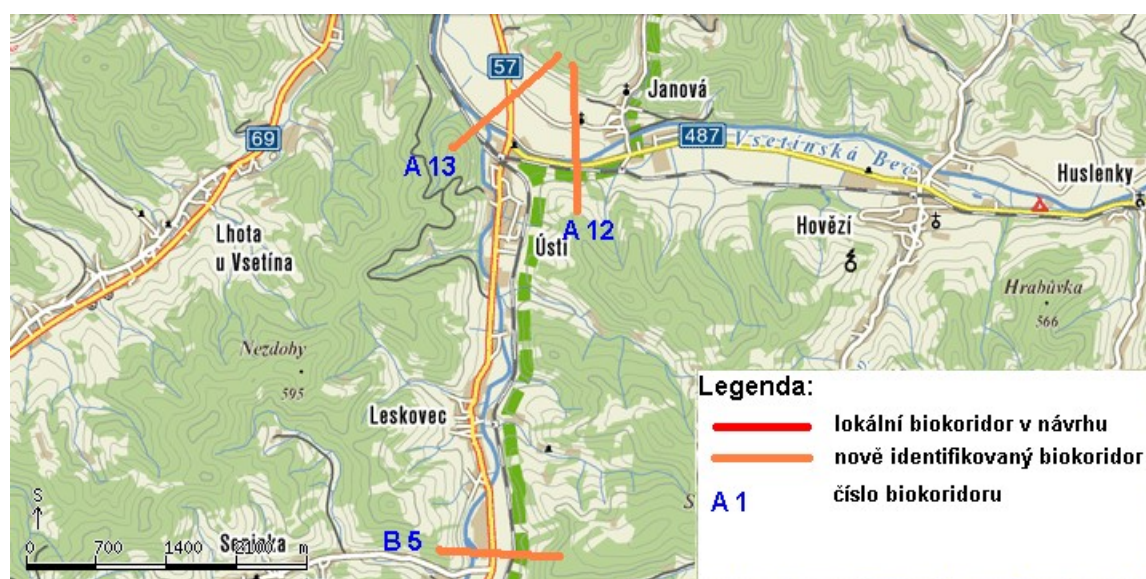 57
Janová
69
487
Vsetínská Beč
A 13
Huslenky
A 12
Hovězí
Lhota
u Vsetína
Ústí
Hrabůvka
566
Nezdoby
595
Legenda:
Leskovec
lokální biokoridor v návrhu
nově identifikovaný biokoridor
A 1
číslo biokoridoru
S
0 700 1400 2100 m
B 5